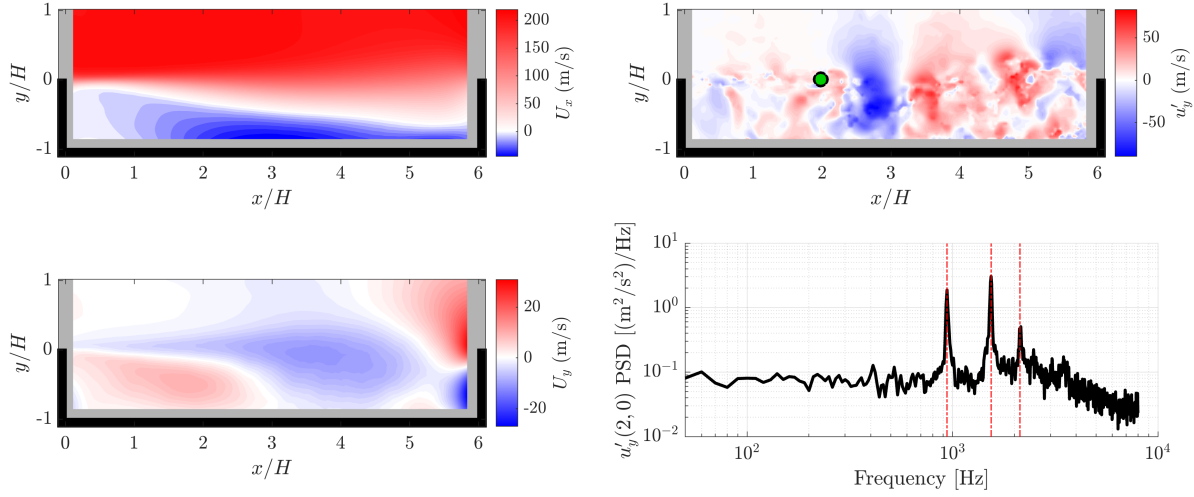 1
0
-1
y/H
0 1 2 3 4 5 6
x/H
200
150
100
50
0
U_x (m/s)
1
0
-1
y/H
0 1 2 3 4 5 6
x/H
50
0
-50
u'_y (m/s)
1
0
-1
y/H
0 1 2 3 4 5 6
x/H
20
0
-20
U_y (m/s)
10^1
10^0
10^-1
10^-2
u'_y(2, 0) PSD [(m^2/s^2)/Hz]
10^2 10^3 10^4
Frequency [Hz]